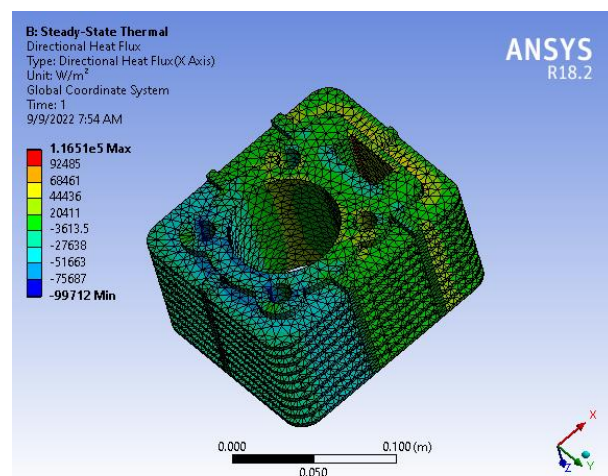 B: Steady-State Thermal
Directional Heat Flux
Type: Directional Heat Flux(X Axis)
Unit: W/m²
Global Coordinate System
Time: 1
9/9/2022 7:54 AM
ANSYS
R18.2
1.1651e5 Max
92485
68461
44436
20411
-3613.5
-27638
-51663
-75687
-99712 Min
0.000
0.100 (m)
0.050
X
Z
Y